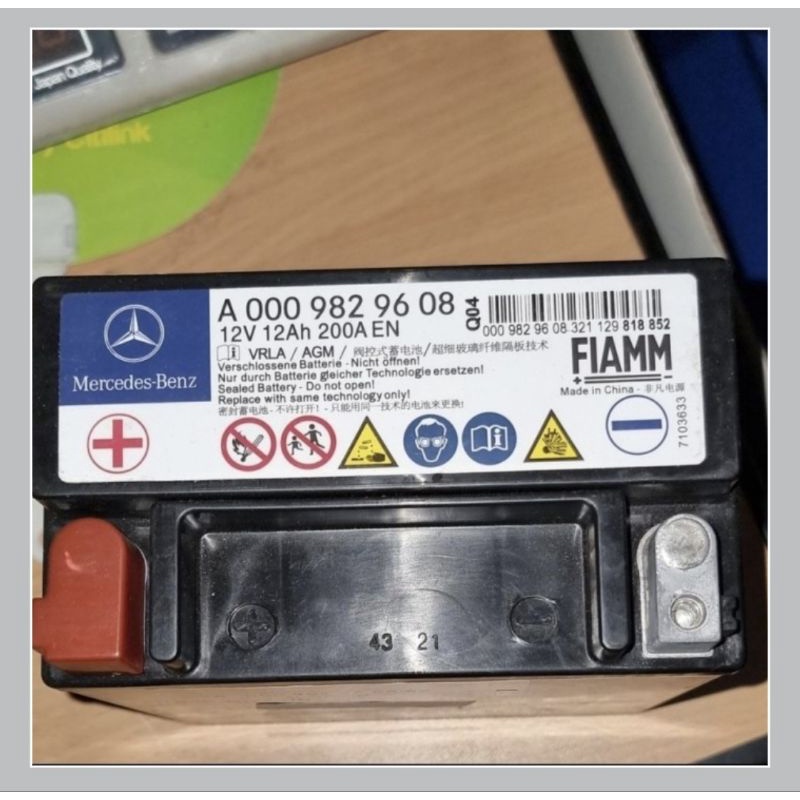 Japan Quality
y Citilink
A 000 982 96 08
Q04
12V 12Ah 200A EN
000 982 96 08 321 129 818 852
VRLA / AGM / 阀控式蓄电池/超细玻璃纤维隔板技术
Verschlossene Batterie - Nicht öffnen!
Nur durch Batterie gleicher Technologie ersetzen!
Sealed Battery - Do not open!
Replace with same technology only!
密封蓄电池 - 不许打开! - 只能用同一技术的电池来更换!
Mercedes-Benz
FIAMM
Made in China - 非凡电源
7103633
43 21